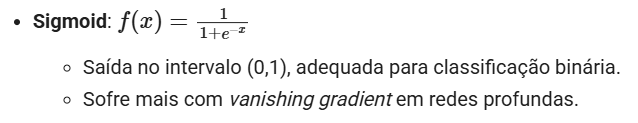 • Sigmoid: f(x) = 1/(1+e^{-x})
◦ Saída no intervalo (0,1), adequada para classificação binária.
◦ Sofre mais com vanishing gradient em redes profundas.